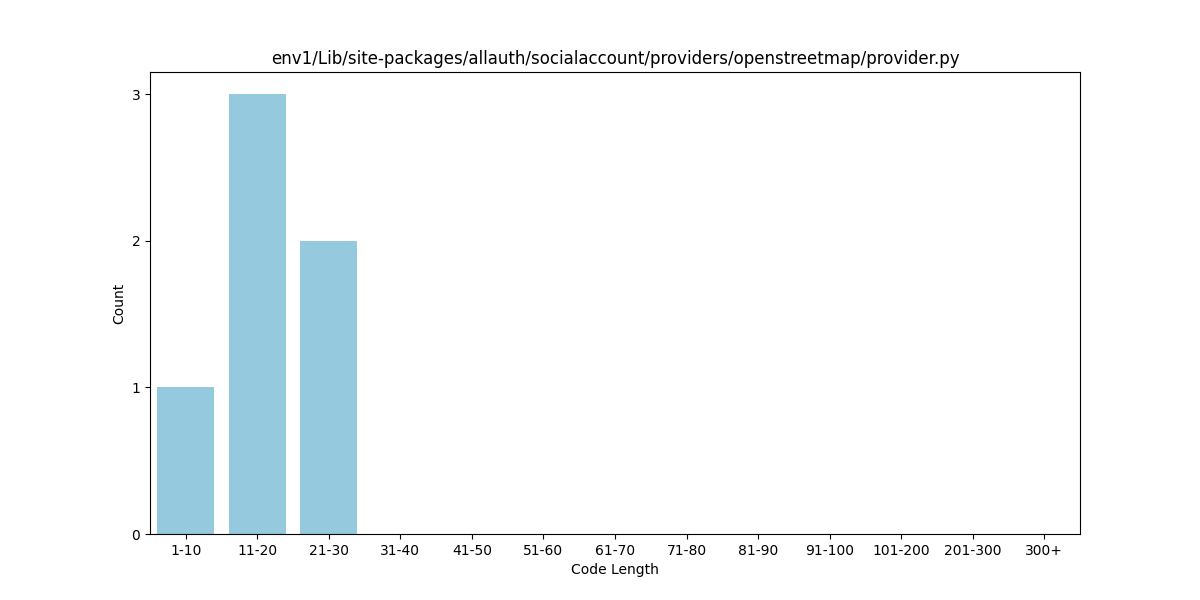 env1/Lib/site-packages/allauth/socialaccount/providers/openstreetmap/provider.py
3
2
1
0
Count
1-10 11-20 21-30 31-40 41-50 51-60 61-70 71-80 81-90 91-100 101-200 201-300 300+
Code Length